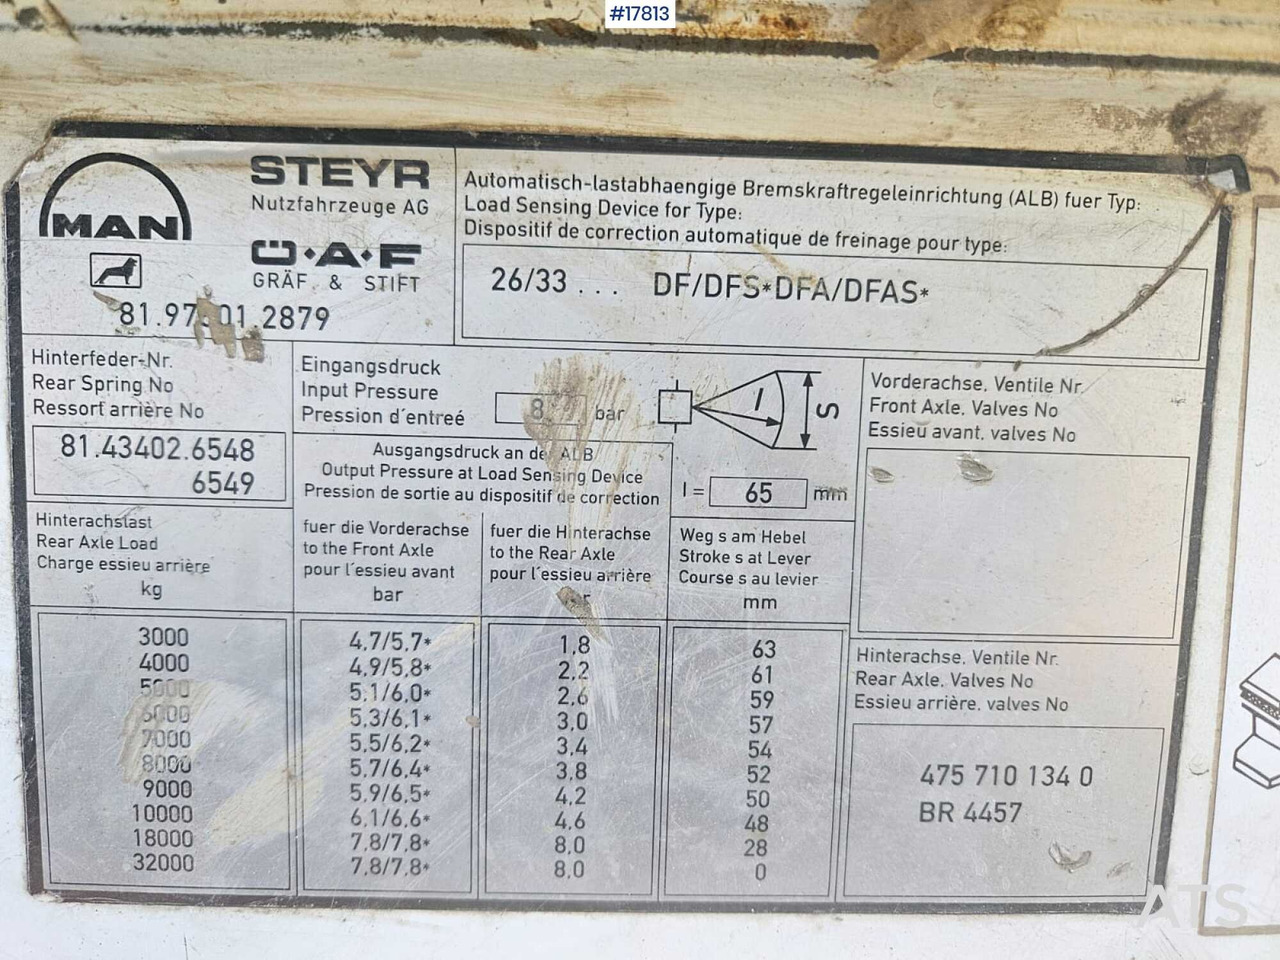 #17813
MAN
STEYR
Nutzfahrzeuge AG
Ö·A·F
GRÄF & STIFT
2879
Automatisch-lastabhaengige Bremskraftregeleinrichtung (ALB) fuer Typ:
Load Sensing Device for Type:
Dispositif de correction automatique de freinage pour type:
26/33 . . . DF/DFS*DFA/DFAS*
Hinterfeder-Nr.
Rear Spring No
Ressort arrière No
81.43402.6548
6549
Eingangsdruck
Input Pressure
Pression d´entreé
bar
Ausgangsdruck an der ALB
Output Pressure at Load Sensing Device
Pression de sortie au dispositif de correction
l
S
l = 65 mm
Vorderachse, Ventile Nr.
Front Axle, Valves No
Essieu avant, valves No
Hinterachslast
Rear Axle Load
Charge essieu arrière
kg
fuer die Vorderachse
to the Front Axle
pour l´essieu avant
bar
fuer die Hinterachse
to the Rear Axle
pour l´essieu arrière
Weg s am Hebel
Stroke s at Lever
Course s au levier
mm
3000 4,7/5,7* 1,8 63
4000 4,9/5,8* 2,2 61
5000 5,1/6,0* 2,6 59
6000 5,3/6,1* 3,0 57
7000 5,5/6,2* 3,4 54
8000 5,7/6,4* 3,8 52
9000 5,9/6,5* 4,2 50
10000 6,1/6,6* 4,6 48
18000 7,8/7,8* 8,0 28
32000 7,8/7,8* 8,0 0
Hinterachse, Ventile Nr.
Rear Axle, Valves No
Essieu arrière, valves No
475 710 134 0
BR 4457
ATS